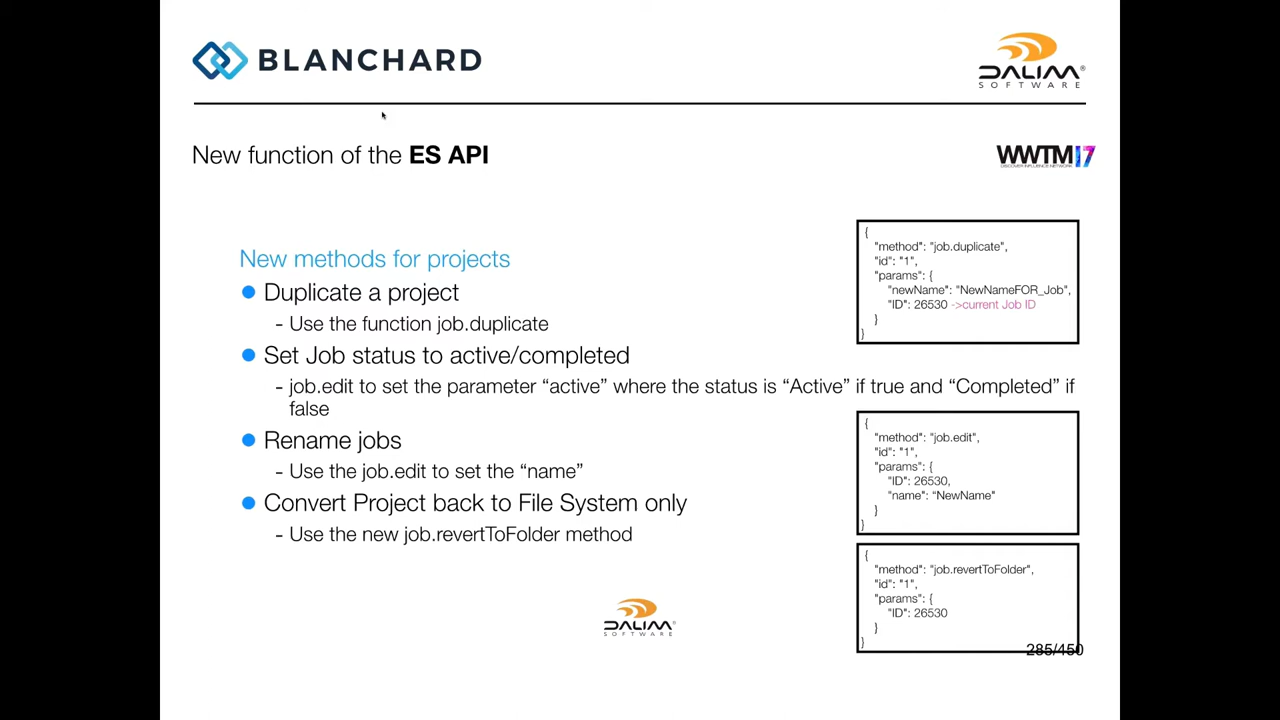 BLANCHARD
DALIM
SOFTWARE
New function of the ES API
WWTM17
New methods for projects
Duplicate a project
- Use the function job.duplicate
Set Job status to active/completed
- job.edit to set the parameter “active” where the status is “Active” if true and “Completed” if
false
Rename jobs
- Use the job.edit to set the “name”
Convert Project back to File System only
- Use the new job.revertToFolder method
{
"method": "job.duplicate",
"id": "1",
"params": {
"newName": "NewNameFOR_Job",
"ID": 26530 ->current Job ID
}
}
{
"method": "job.edit",
"id": "1",
"params": {
"ID": 26530,
"name": “NewName"
}
}
{
"method": "job.revertToFolder",
"id": "1",
"params": {
"ID": 26530
}
}
DALIM
SOFTWARE
285/450